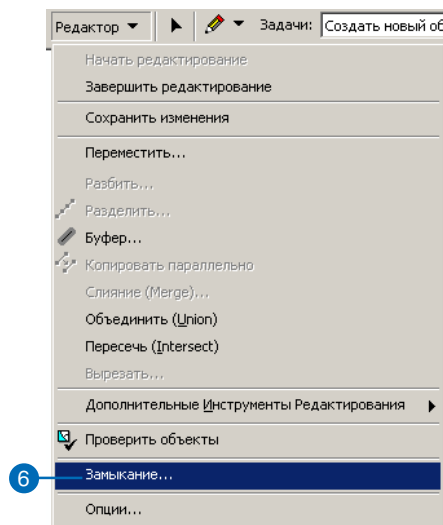 Редактор Задачи: Создать новый об
Начать редактирование
Завершить редактирование
Сохранить изменения
Переместить...
Разбить...
Разделить...
Буфер...
Копировать параллельно
Слияние (Merge)...
Объединить (Union)
Пересечь (Intersect)
Вырезать...
Дополнительные Инструменты Редактирования
Проверить объекты
6 Замыкание...
Опции...